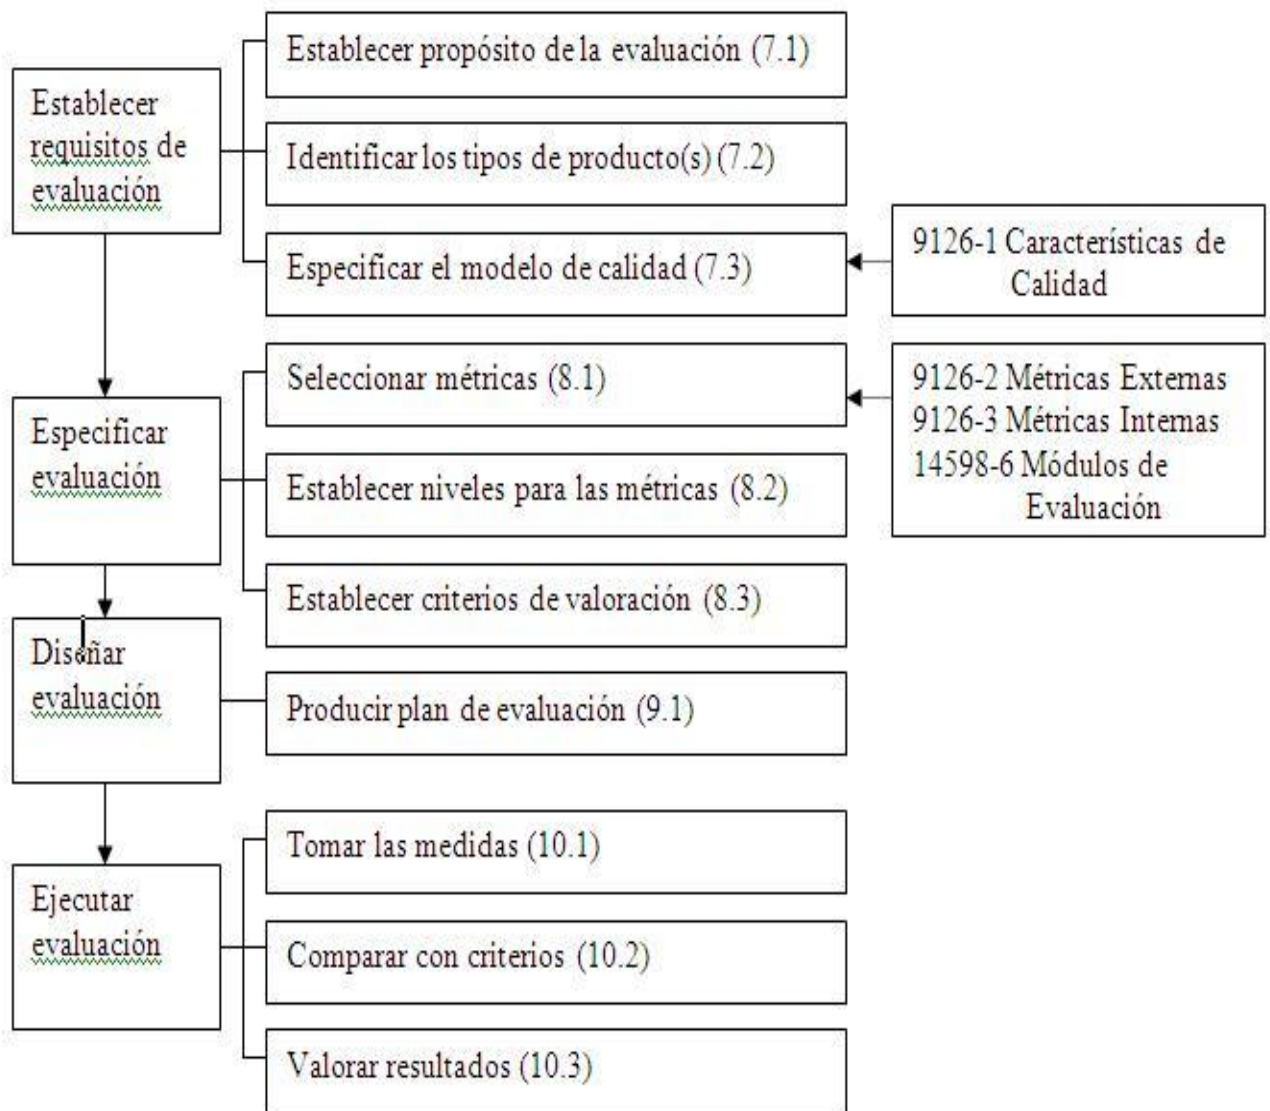 Establecer
requisitos de
evaluación
Establecer propósito de la evaluación (7.1)
Identificar los tipos de producto(s) (7.2)
Especificar el modelo de calidad (7.3)
9126-1 Características de
Calidad
Especificar
evaluación
Seleccionar métricas (8.1)
Establecer niveles para las métricas (8.2)
Establecer criterios de valoración (8.3)
9126-2 Métricas Externas
9126-3 Métricas Internas
14598-6 Módulos de
Evaluación
Diseñar
evaluación
Producir plan de evaluación (9.1)
Ejecutar
evaluación
Tomar las medidas (10.1)
Comparar con criterios (10.2)
Valorar resultados (10.3)